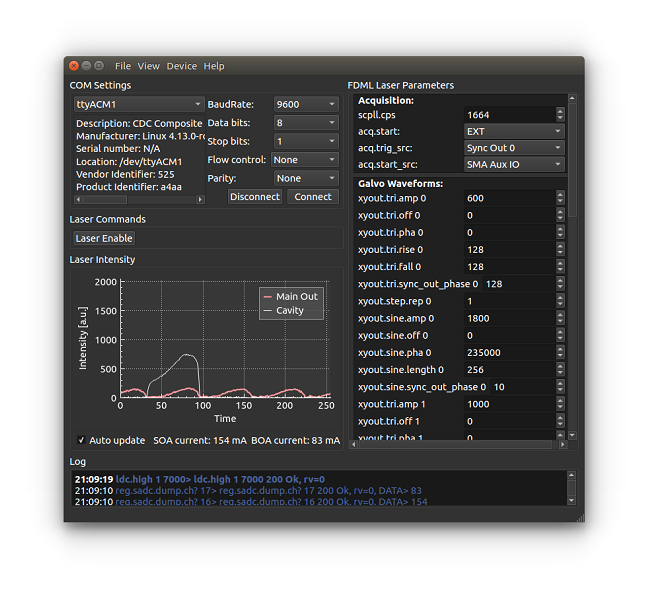 File View Device Help
COM Settings
ttyACM1
Description: CDC Composite
Manufacturer: Linux 4.13.0-r
Serial number: N/A
Location: /dev/ttyACM1
Vendor Identifier: 525
Product Identifier: a4aa
BaudRate: 9600
Data bits: 8
Stop bits: 1
Flow control: None
Parity: None
Disconnect Connect
Laser Commands
Laser Enable
Laser Intensity
2000
1500
1000
500
0
Intensity [a.u.]
Main Out
Cavity
0 50 100 150 200 250
Time
Auto update SOA current: 154 mA BOA current: 83 mA
FDML Laser Parameters
Acquisition:
scpll.cps 1664
acq.start: EXT
acq.trig_src: Sync Out 0
acq.start_src: SMA Aux IO
Galvo Waveforms:
xyout.tri.amp 0 600
xyout.tri.off 0 0
xyout.tri.pha 0 0
xyout.tri.rise 0 128
xyout.tri.fall 0 128
xyout.tri.sync_out_phase 0 128
xyout.step.rep 0 1
xyout.sine.amp 0 1800
xyout.sine.off 0 0
xyout.sine.pha 0 235000
xyout.sine.length 0 256
xyout.sine.sync_out_phase 0 10
xyout.tri.amp 1 1000
xyout.tri.off 1 0
xyout.tri.pha 1 0
Log
21:09:19 ldc.high 1 7000> ldc.high 1 7000 200 Ok, rv=0
21:09:10 reg.sadc.dump.ch? 17> reg.sadc.dump.ch? 17 200 Ok, rv=0, DATA> 83
21:09:10 reg.sadc.dump.ch? 16> reg.sadc.dump.ch? 16 200 Ok, rv=0, DATA> 154